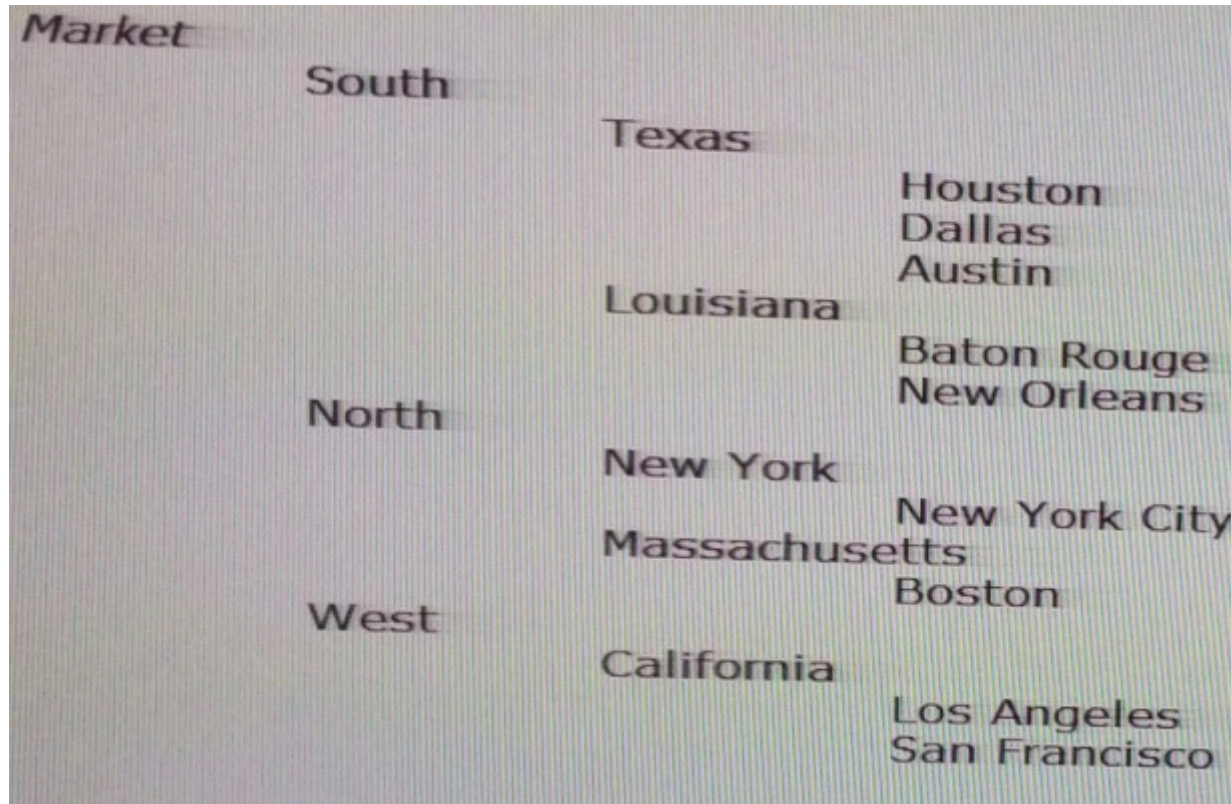 Market
South
Texas
Houston
Dallas
Austin
Louisiana
Baton Rouge
New Orleans
North
New York
New York City
Massachusetts
Boston
West
California
Los Angeles
San Francisco